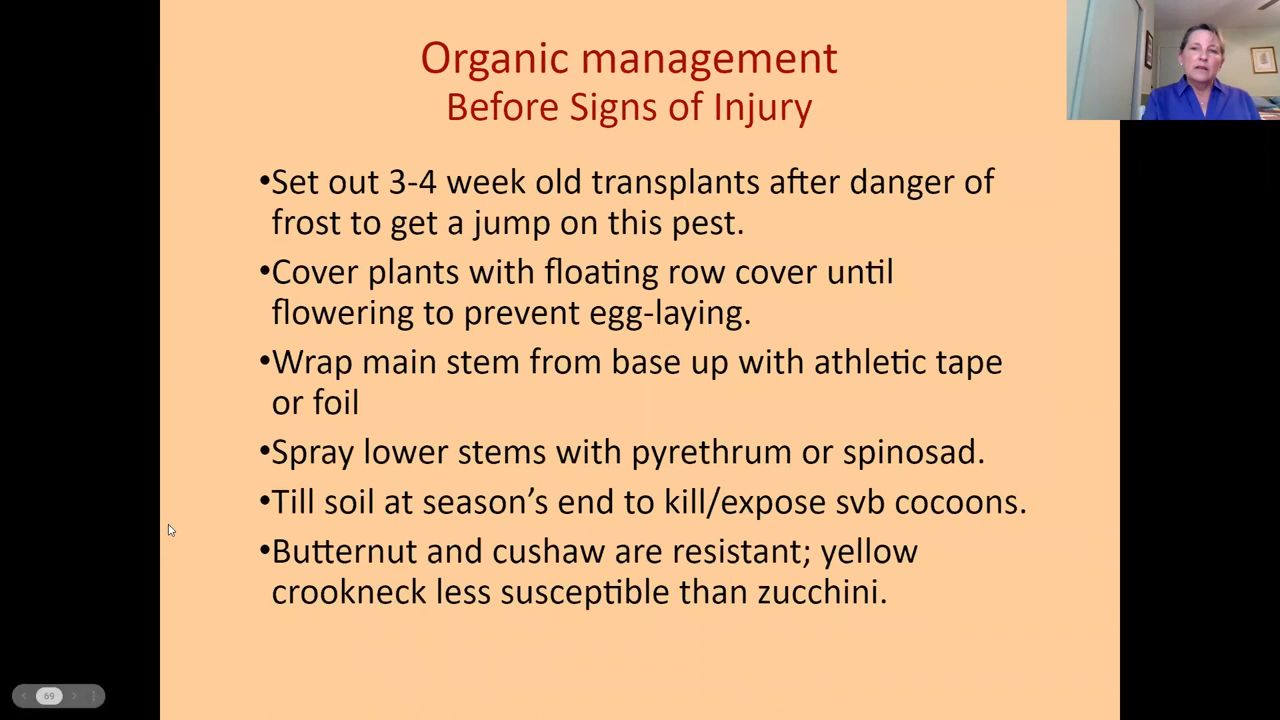 Organic management
Before Signs of Injury
•Set out 3-4 week old transplants after danger of
frost to get a jump on this pest.
•Cover plants with floating row cover until
flowering to prevent egg-laying.
•Wrap main stem from base up with athletic tape
or foil
•Spray lower stems with pyrethrum or spinosad.
•Till soil at season’s end to kill/expose svb cocoons.
•Butternut and cushaw are resistant; yellow
crookneck less susceptible than zucchini.
69